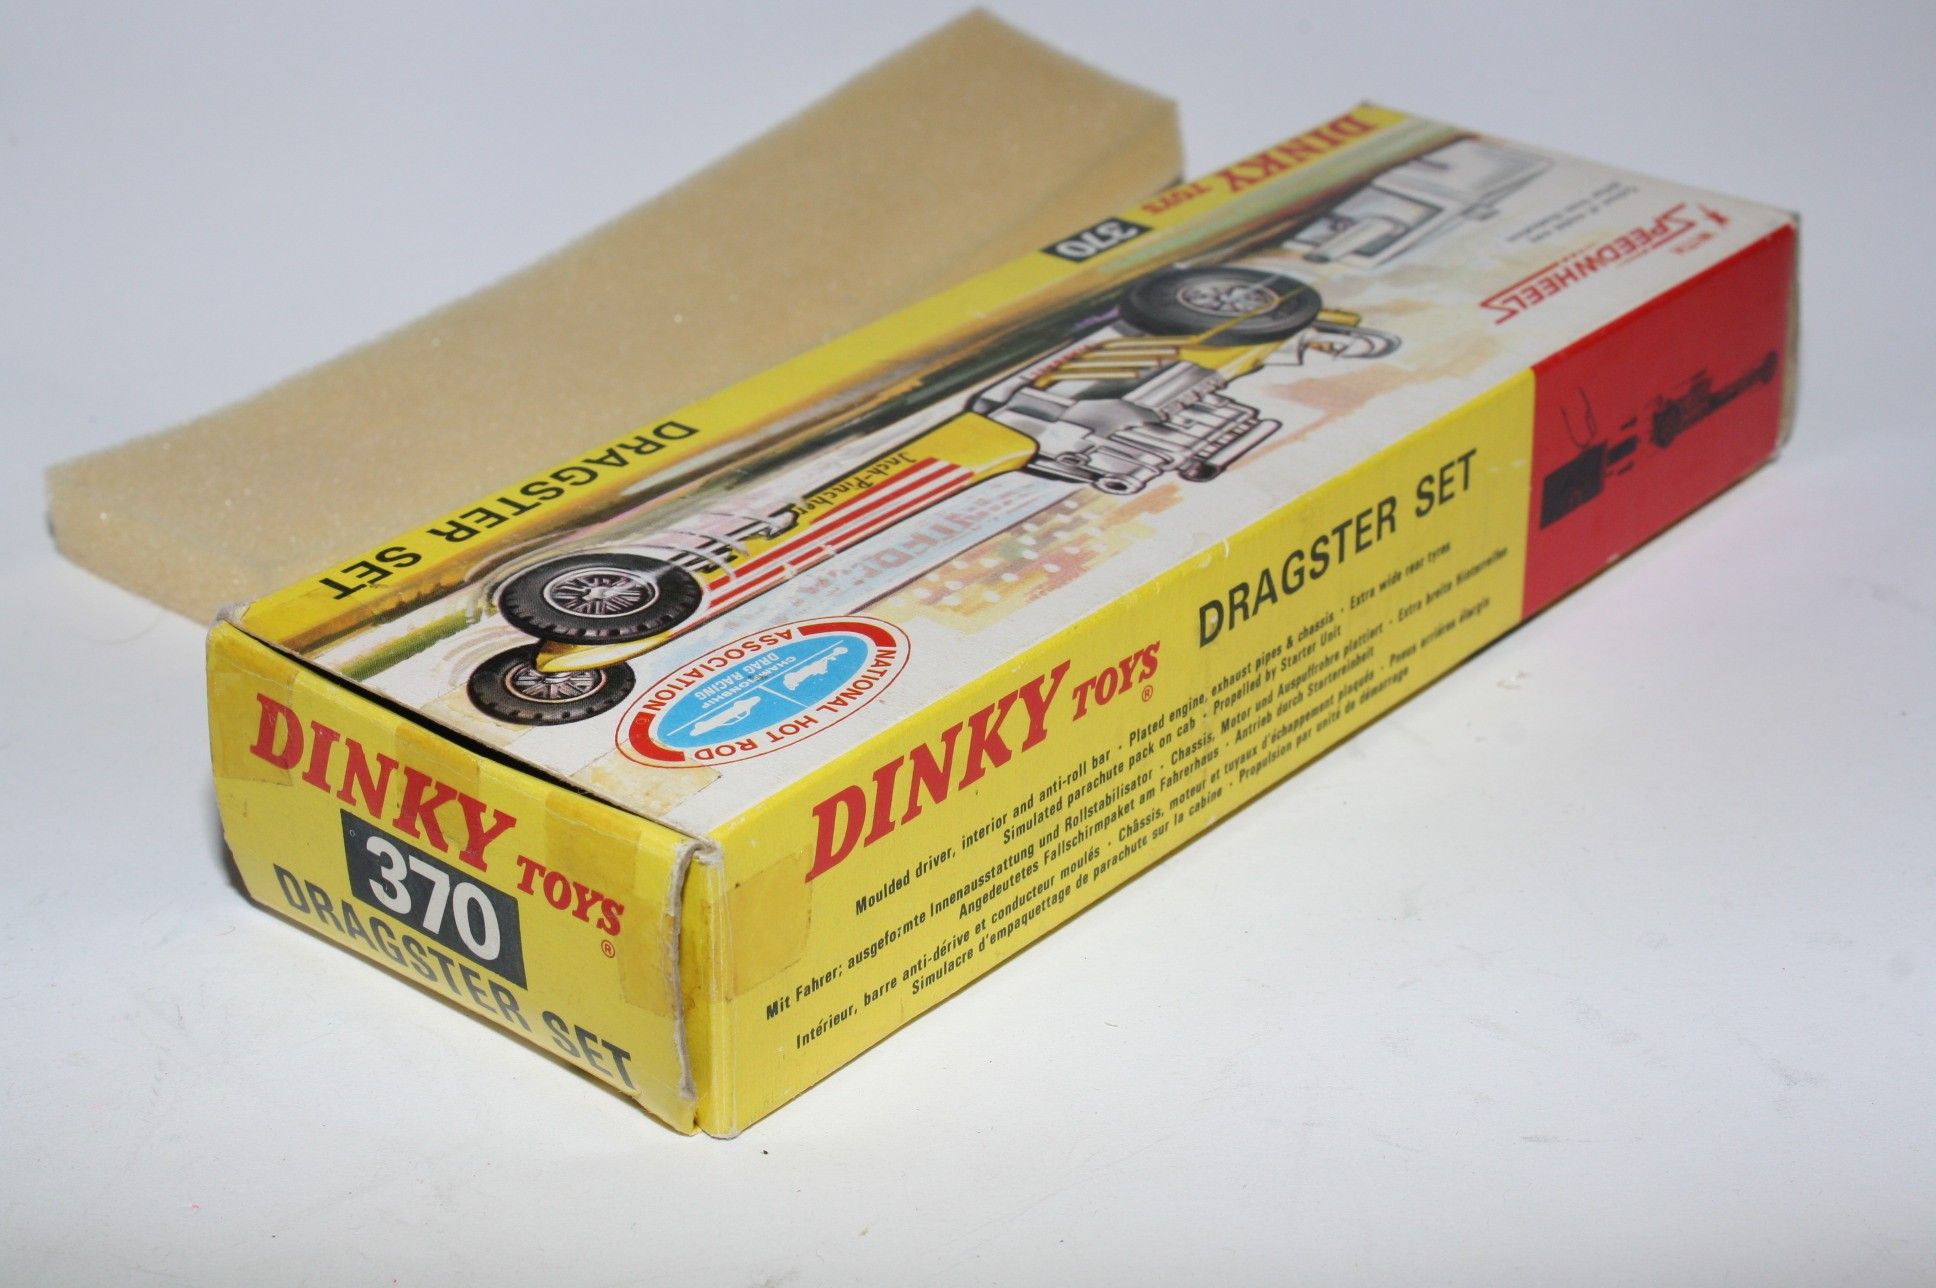 DINKY TOYS
370
DRAGSTER SET
WITH
SPEEDWHEELS
Jack-Pincher
NATIONAL HOT ROD
ASSOCIATION
CHAMPIONSHIP
DRAG RACING
DINKY TOYS®
370
DRAGSTER SET
DINKY TOYS® DRAGSTER SET
Moulded driver, interior and anti-roll bar · Plated engine, exhaust pipes & chassis · Extra wide rear tyres
Simulated parachute pack on cab · Propelled by Starter Unit
Mit Fahrer; ausgeformte Innenausstattung und Rollstabilisator · Chassis, Motor und Auspuffrohre plattiert · Extra breite Hinterreifen
Angedeutetes Fallschirmpaket am Fahrerhaus · Antrieb durch Startereinheit
Intérieur, barre anti-dérive et conducteur moulés · Châssis, moteur et tuyaux d'échappement plaqués · Pneus arrières élargis
Simulacre d'empaquettage de parachute sur la cabine · Propulsion par unité de démarrage